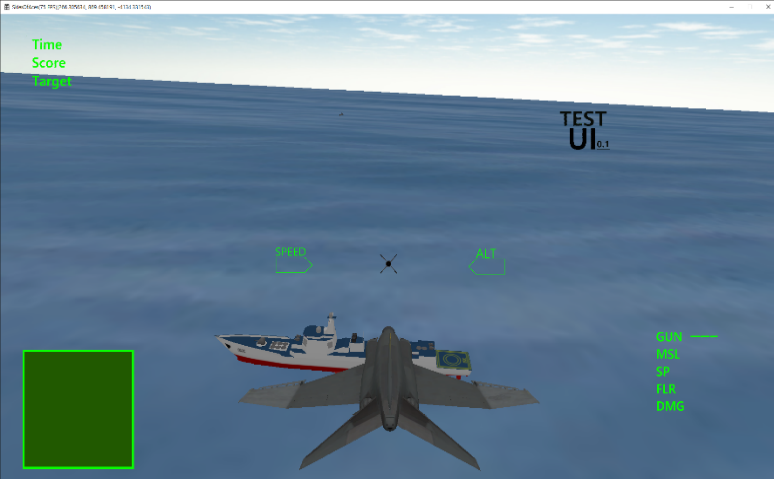 Time
Score
Target
TEST
UI0.1
SPEED
ALT
GUN
MSL
SP
FLR
DMG